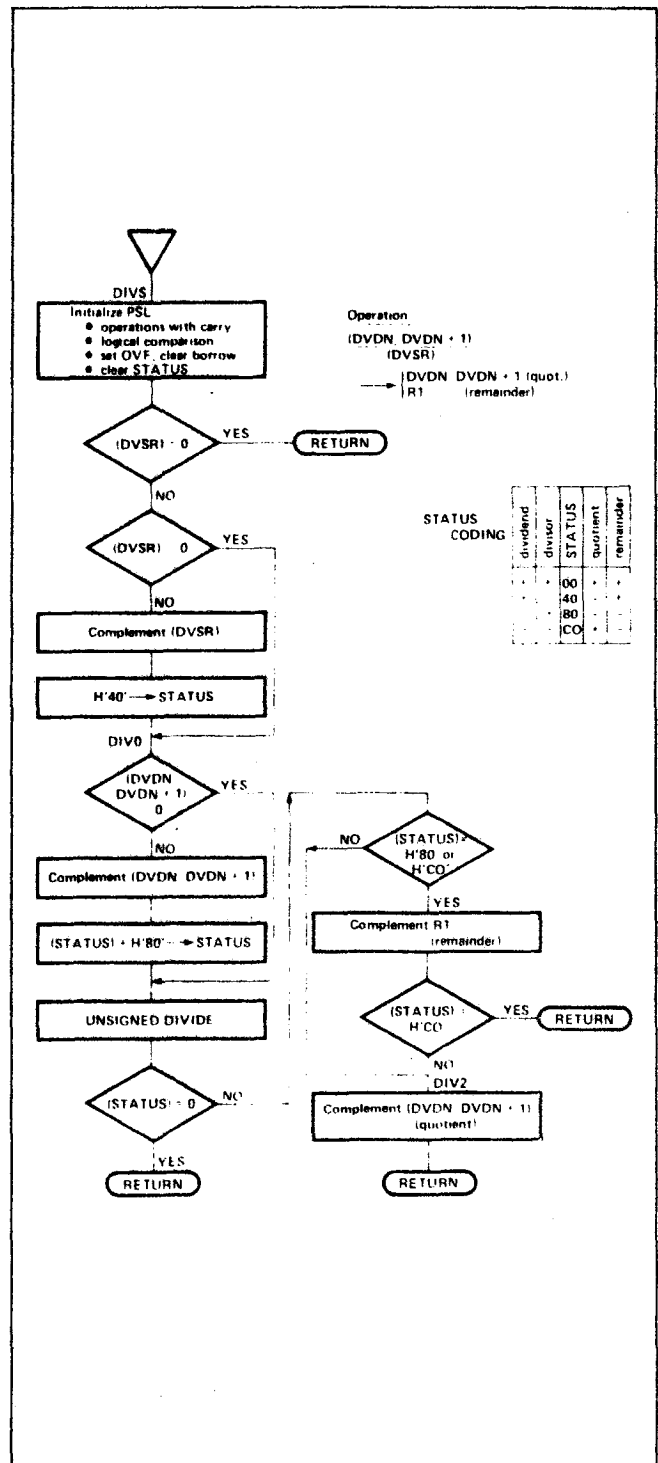 DIVS
Initialize PSL
• operations with carry
• logical comparison
• set OVF, clear borrow
• clear STATUS
Operation
(DVDN, DVDN + 1)
(DVSR)
DVDN DVDN + 1 (quot.)
R1 (remainder)
(DVSR) = 0
YES
RETURN
NO
(DVSR) 0
YES
NO
Complement (DVSR)
H'40' → STATUS
STATUS
CODING
dividend
divisor
STATUS
quotient
remainder
+ + 00 + +
+ - 40 - +
- + 80 - -
- - CO + -
DIV0
(DVDN
DVDN + 1)
0
YES
NO
Complement (DVDN, DVDN + 1)
(STATUS) + H'80' → STATUS
UNSIGNED DIVIDE
(STATUS) = 0
NO
YES
RETURN
(STATUS) =
H'80 or
H'CO'
NO
YES
Complement R1
(remainder)
(STATUS) =
H'CO
YES
RETURN
NO
DIV2
Complement (DVDN, DVDN + 1)
(quotient)
RETURN